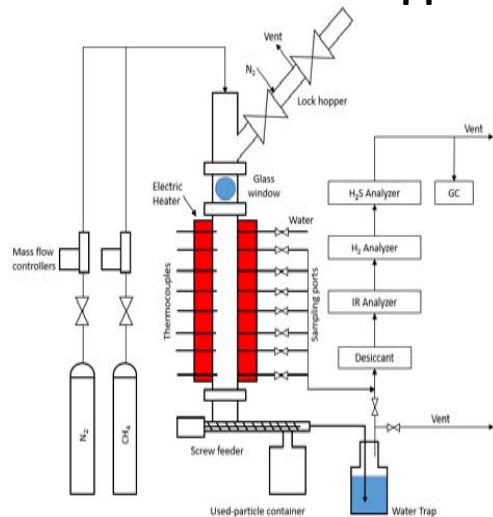 Vent
N₂
Lock hopper
Vent
Glass
window
Electric
Heater
H₂S Analyzer
GC
Water
Mass flow
controllers
H₂ Analyzer
Thermocouples
Sampling ports
IR Analyzer
Desiccant
N₂
CH₄
Vent
Screw feeder
Used-particle container
Water Trap